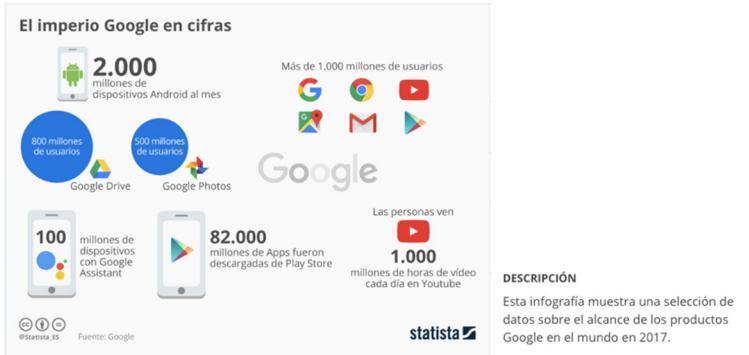 El imperio Google en cifras
2.000
millones de
dispositivos Android al mes
Más de 1.000 millones de usuarios
800 millones
de usuarios
Google Drive
500 millones
de usuarios
Google Photos
Google
100
millones de
dispositivos
con Google
Assistant
82.000
millones de Apps fueron
descargadas de Play Store
Las personas ven
1.000
millones de horas de vídeo
cada día en Youtube
@Statista_ES
Fuente: Google
statista
DESCRIPCIÓN
Esta infografía muestra una selección de
datos sobre el alcance de los productos
Google en el mundo en 2017.